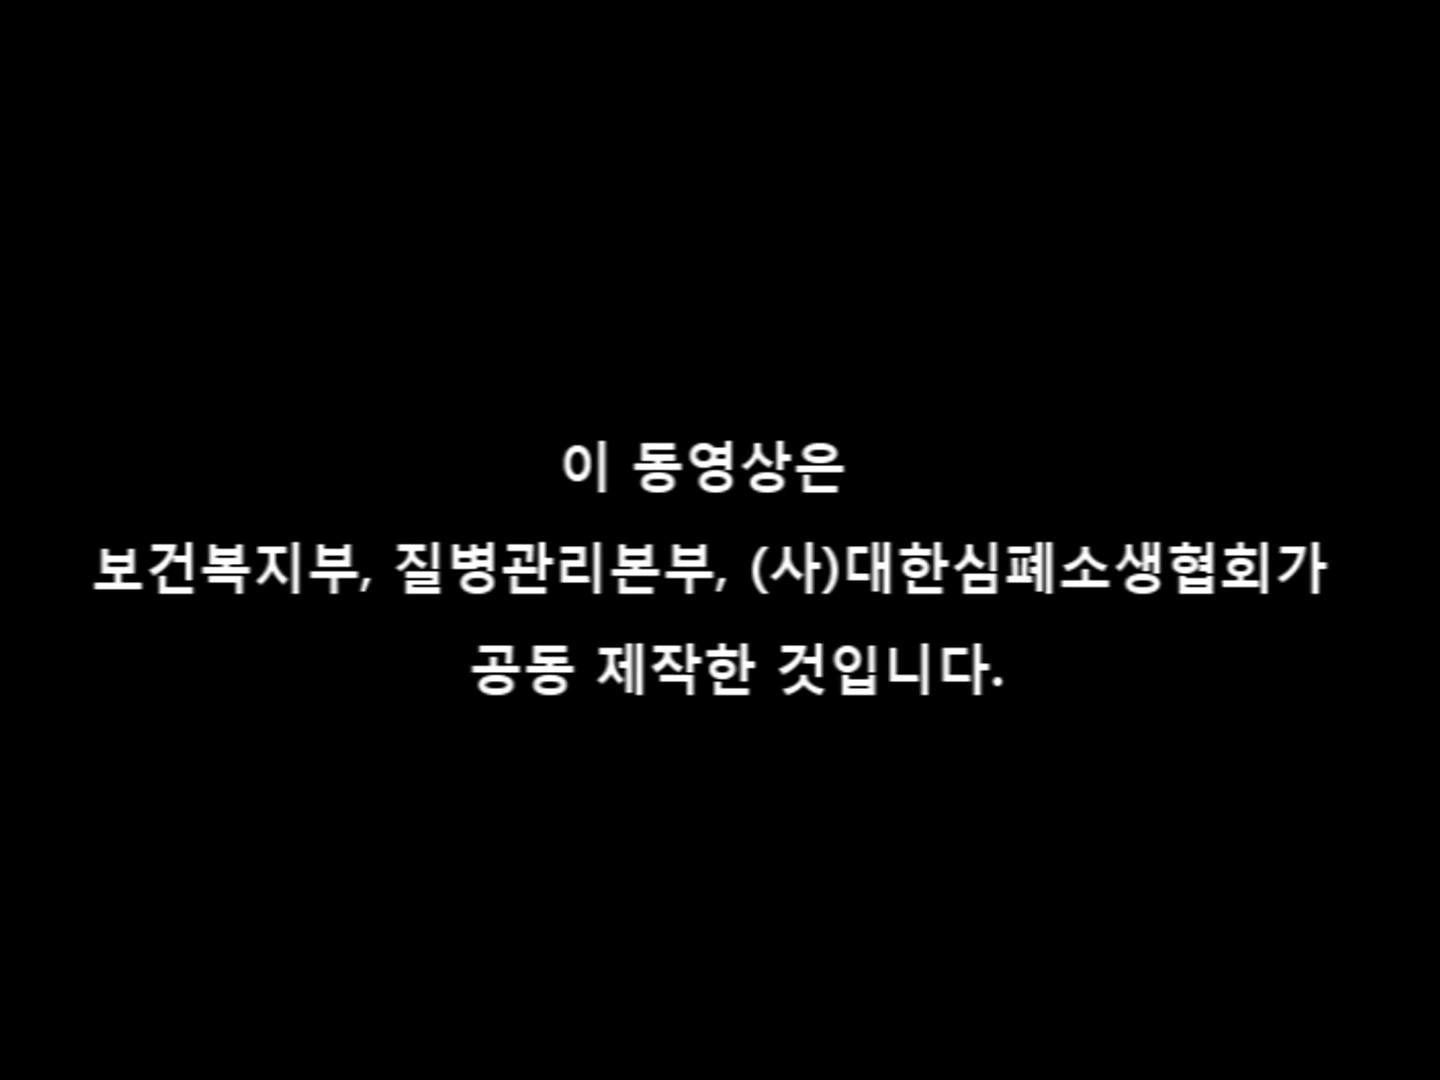 이 동영상은
보건복지부, 질병관리본부, (사)대한심폐소생협회가
공동 제작한 것입니다.